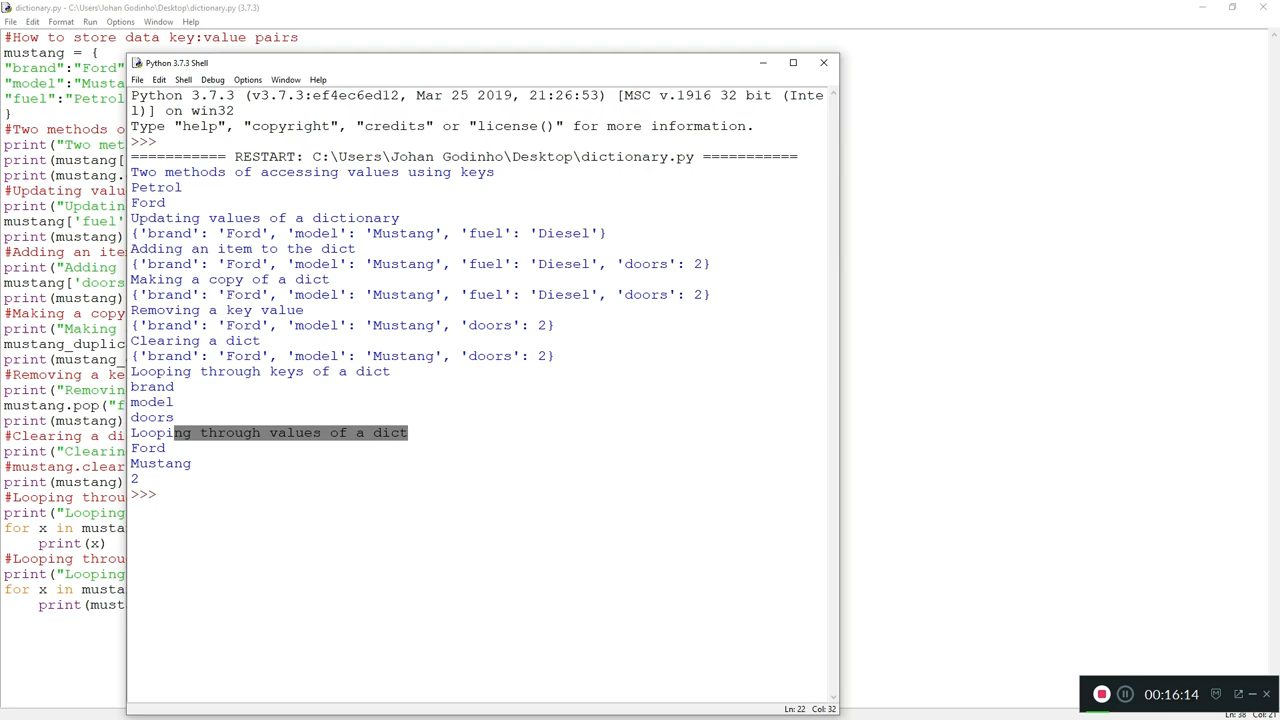 dictionary.py - C:\Users\Johan Godinho\Desktop\dictionary.py (3.7.3)
File Edit Format Run Options Window Help
#How to store data key:value pairs
mustang = {
"brand":"Ford"
"model":"Musta
"fuel":"Petrol
}
#Two methods o
print("Two met
print(mustang[
print(mustang.
#Updating valu
print("Updatin
mustang['fuel'
print(mustang)
#Adding an ite
print("Adding
mustang['doors
print(mustang)
#Making a copy
print("Making
mustang_duplic
print(mustang_
#Removing a ke
print("Removin
mustang.pop("f
print(mustang)
#Clearing a di
print("Clearin
#mustang.clear
print(mustang)
#Looping throu
print("Looping
for x in musta
print(x)
#Looping throu
print("Looping
for x in musta
print(must
Python 3.7.3 Shell
File Edit Shell Debug Options Window Help
Python 3.7.3 (v3.7.3:ef4ec6ed12, Mar 25 2019, 21:26:53) [MSC v.1916 32 bit (Inte
l)] on win32
Type "help", "copyright", "credits" or "license()" for more information.
>>>
=========== RESTART: C:\Users\Johan Godinho\Desktop\dictionary.py ===========
Two methods of accessing values using keys
Petrol
Ford
Updating values of a dictionary
{'brand': 'Ford', 'model': 'Mustang', 'fuel': 'Diesel'}
Adding an item to the dict
{'brand': 'Ford', 'model': 'Mustang', 'fuel': 'Diesel', 'doors': 2}
Making a copy of a dict
{'brand': 'Ford', 'model': 'Mustang', 'fuel': 'Diesel', 'doors': 2}
Removing a key value
{'brand': 'Ford', 'model': 'Mustang', 'doors': 2}
Clearing a dict
{'brand': 'Ford', 'model': 'Mustang', 'doors': 2}
Looping through keys of a dict
brand
model
doors
Looping through values of a dict
Ford
Mustang
2
>>>
Ln: 22 Col: 32
00:16:14
Ln: 38 Col: 21